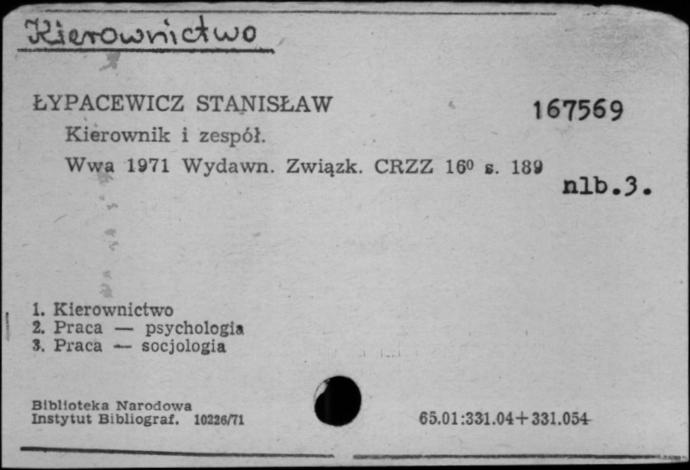 Kierownictwo
ŁYPACEWICZ STANISŁAW
167569
Kierownik i zespół.
Wwa 1971 Wydawn. Związk. CRZZ 16⁰ s. 189
nlb.3.
1. Kierownictwo
2. Praca — psychologia
3. Praca — socjologia
Biblioteka Narodowa
Instytut Bibliograf. 10226/71
65.01:331.04+331.054